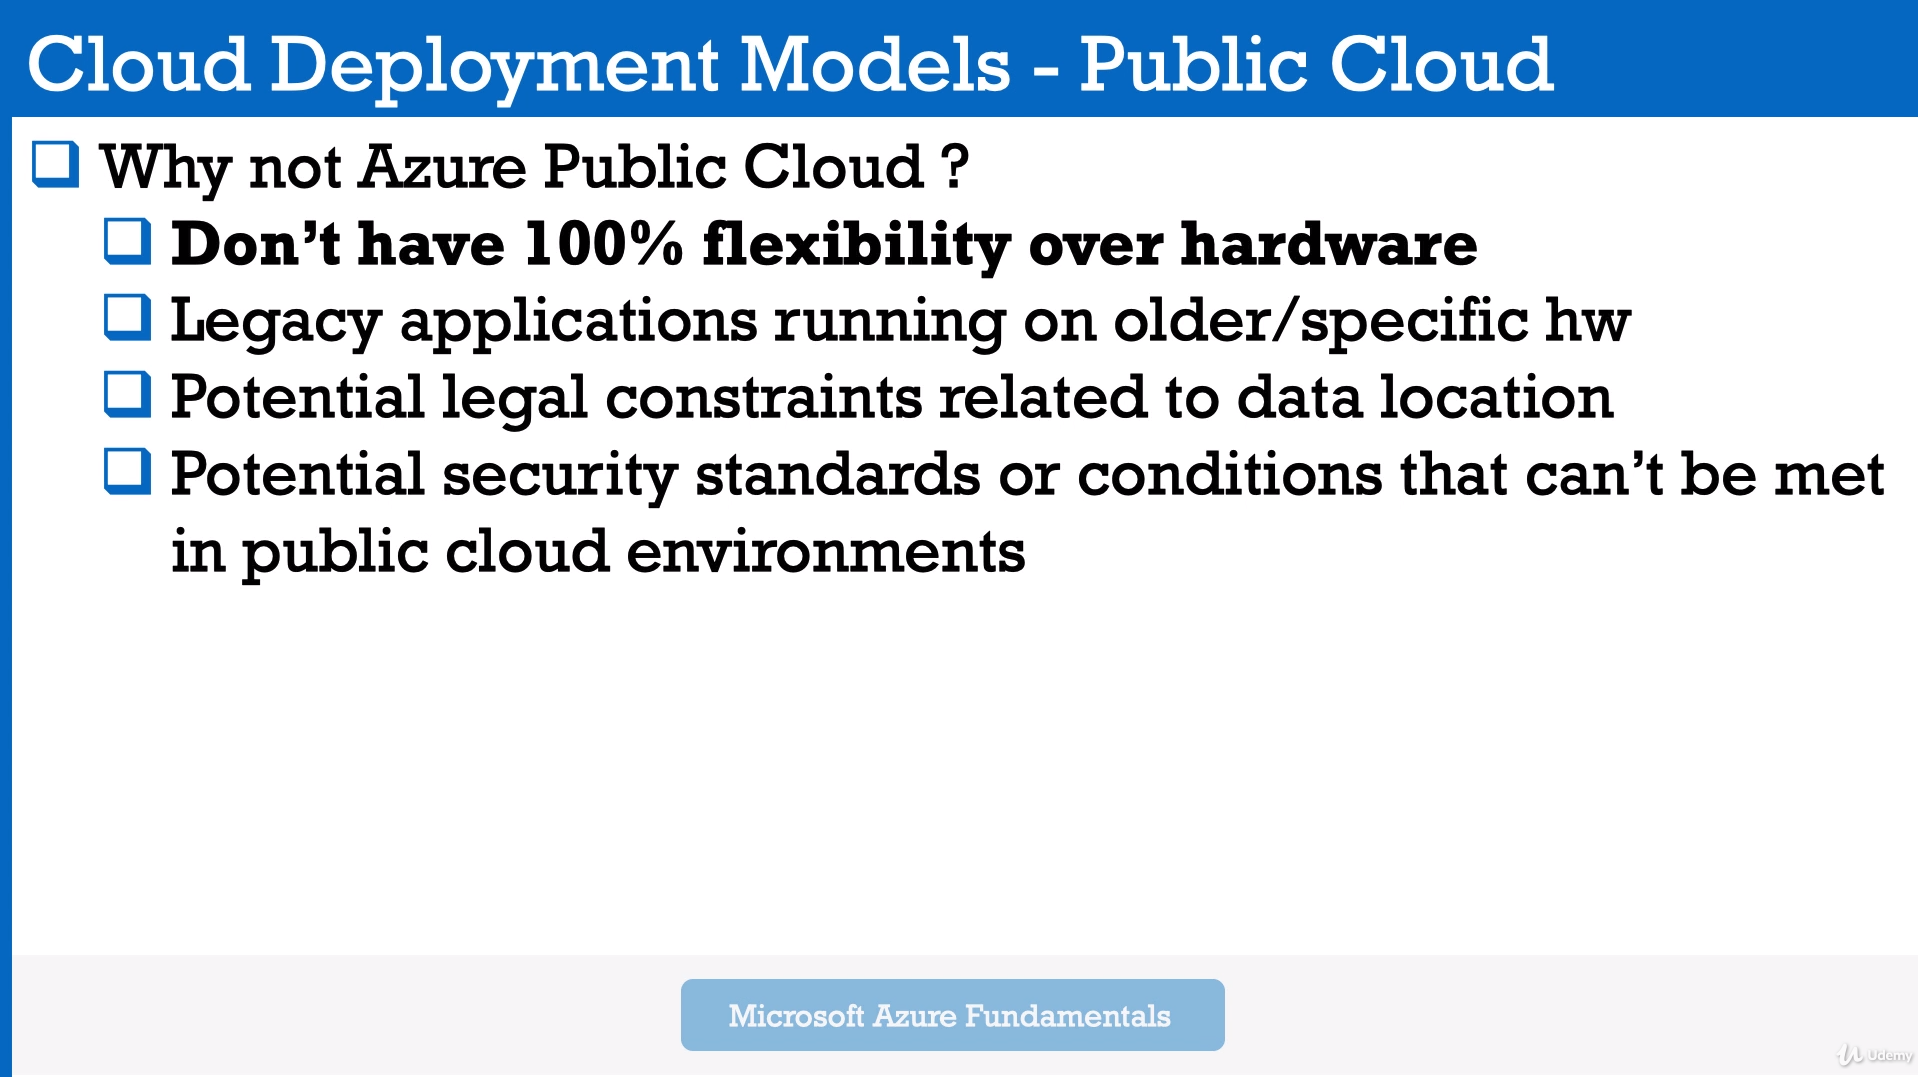 Cloud Deployment Models - Public Cloud
Why not Azure Public Cloud ?
Don’t have 100% flexibility over hardware
Legacy applications running on older/specific hw
Potential legal constraints related to data location
Potential security standards or conditions that can’t be met
in public cloud environments
Microsoft Azure Fundamentals
Udemy